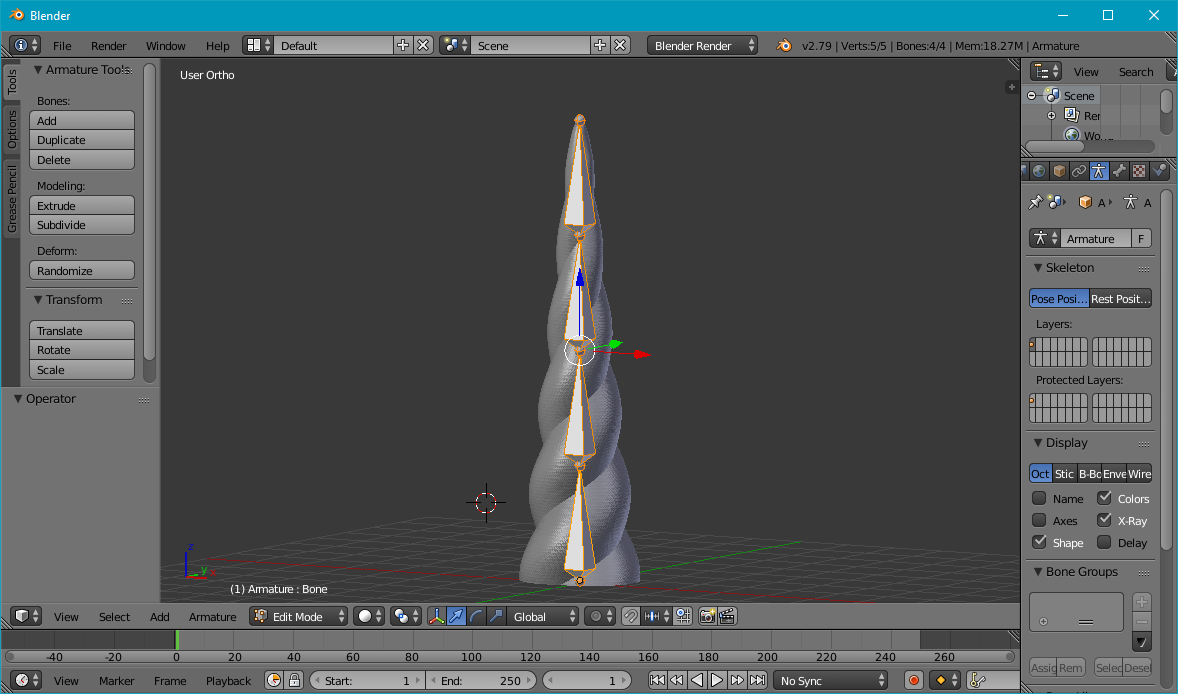 Blender
File Render Window Help Default Scene Blender Render v2.79 | Verts:5/5 | Bones:4/4 | Mem:18.27M | Armature
Tools
Options
Grease Pencil
Armature Tools
Bones:
Add
Duplicate
Delete
Modeling:
Extrude
Subdivide
Deform:
Randomize
Transform
Translate
Rotate
Scale
Operator
User Ortho
z
y
(1) Armature : Bone
View Search
Scene
Rer
Wo
A A
Armature F
Skeleton
Pose Posi... Rest Posit...
Layers:
Protected Layers:
Display
Oct Stic B-Bo Enve Wire
Name Colors
Axes X-Ray
Shape Delay
Bone Groups
Assig Rem Selec Desel
View Select Add Armature Edit Mode Global
-40 -20 0 20 40 60 80 100 120 140 160 180 200 220 240 260
View Marker Frame Playback Start: 1 End: 250 1 No Sync